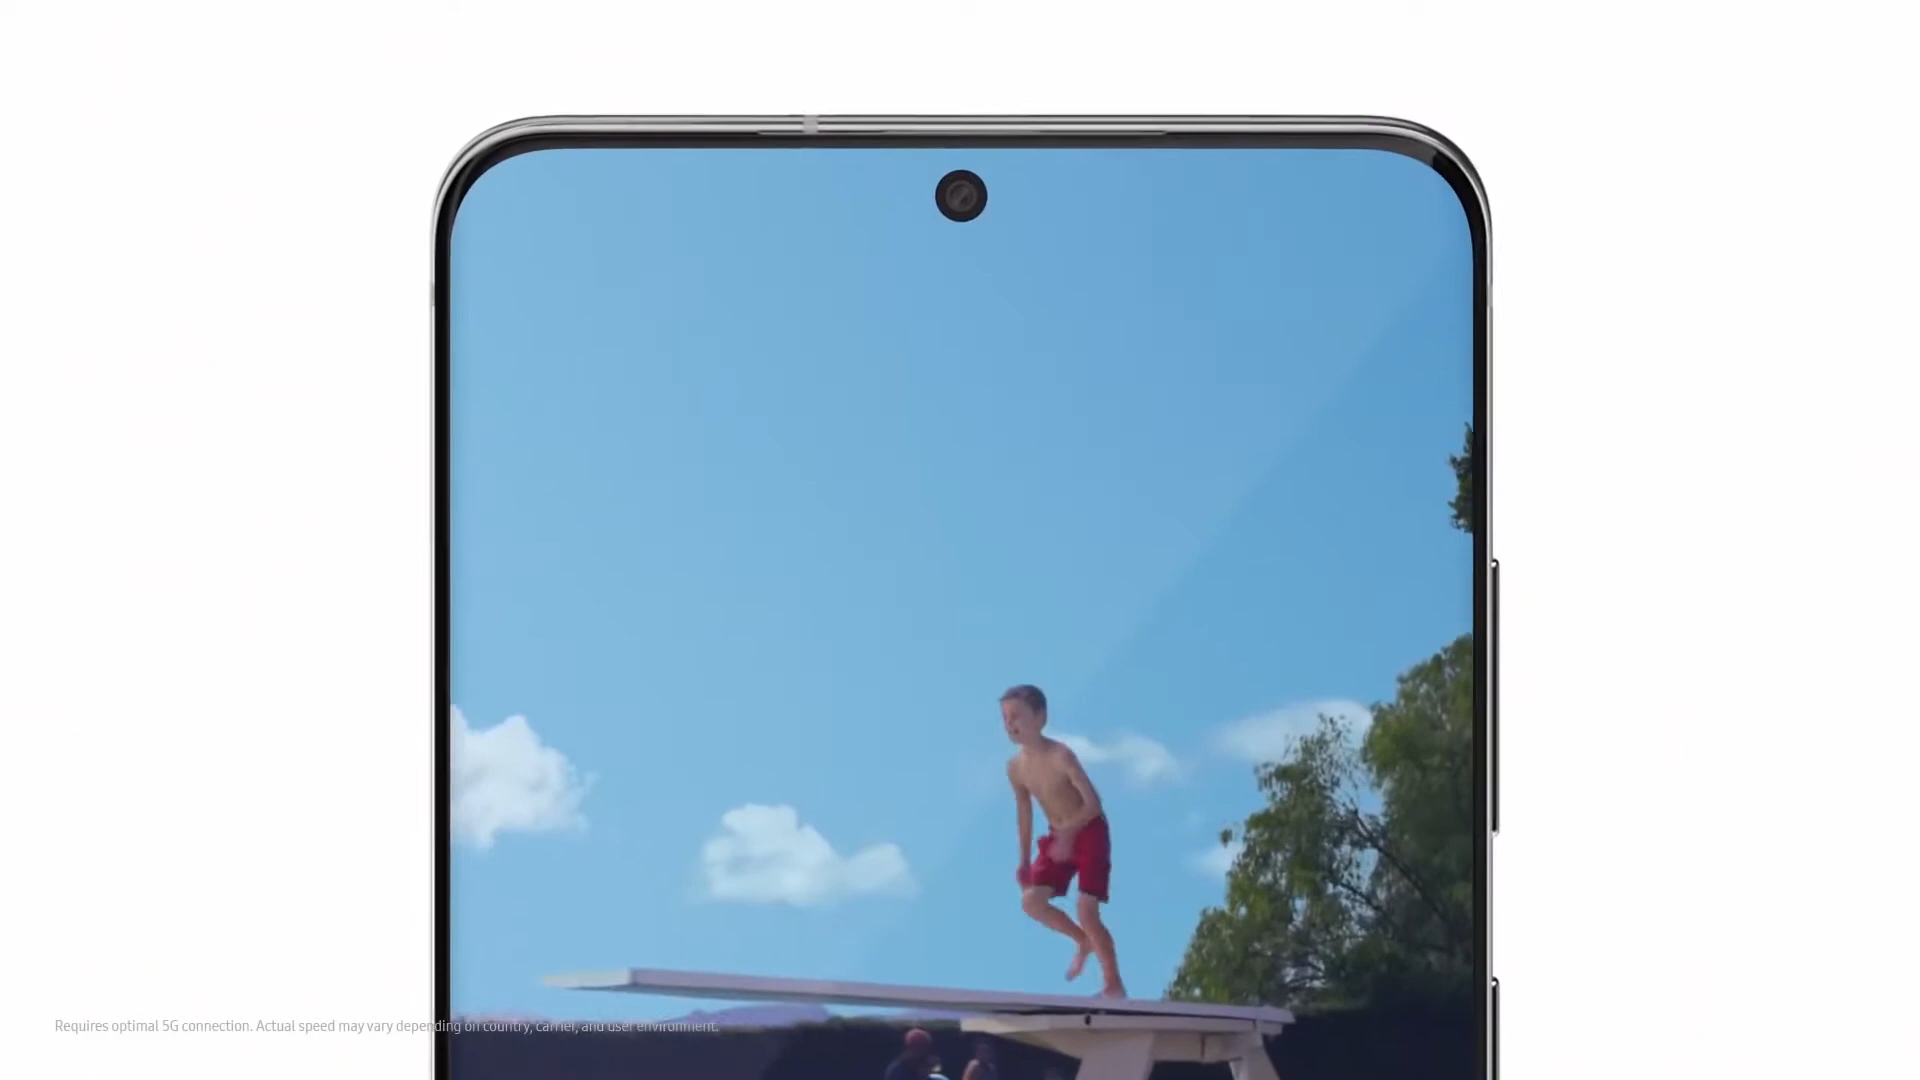 Requires optimal 5G connection. Actual speed may vary depending on country, carrier, and user environment.